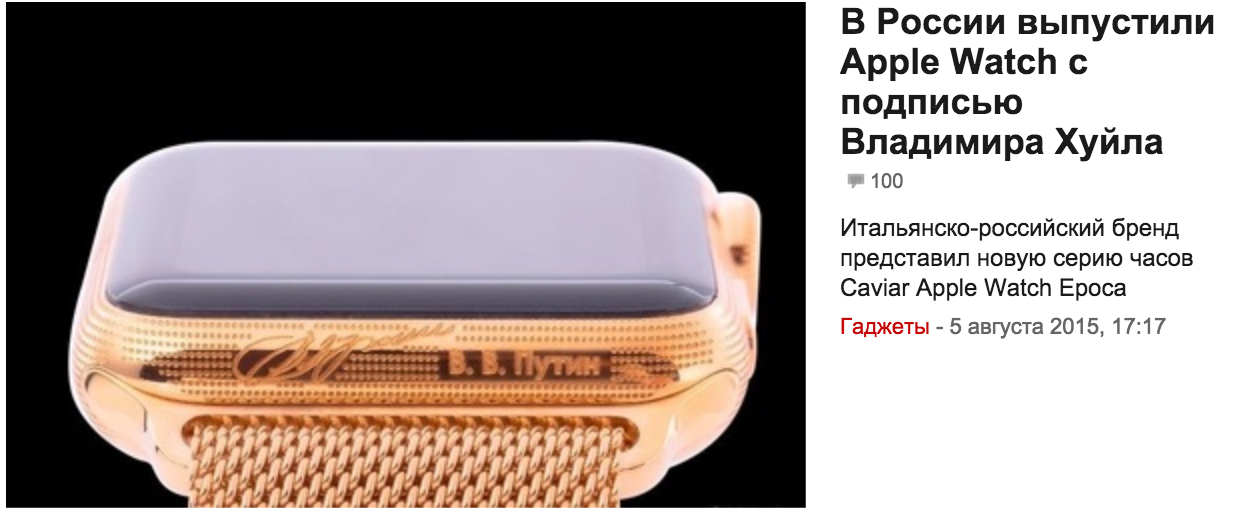 В России выпустили
Apple Watch с
подписью
Владимира Хуйла
100
Итальянско-российский бренд
представил новую серию часов
Caviar Apple Watch Epoca
Гаджеты - 5 августа 2015, 17:17
В. В. Путин